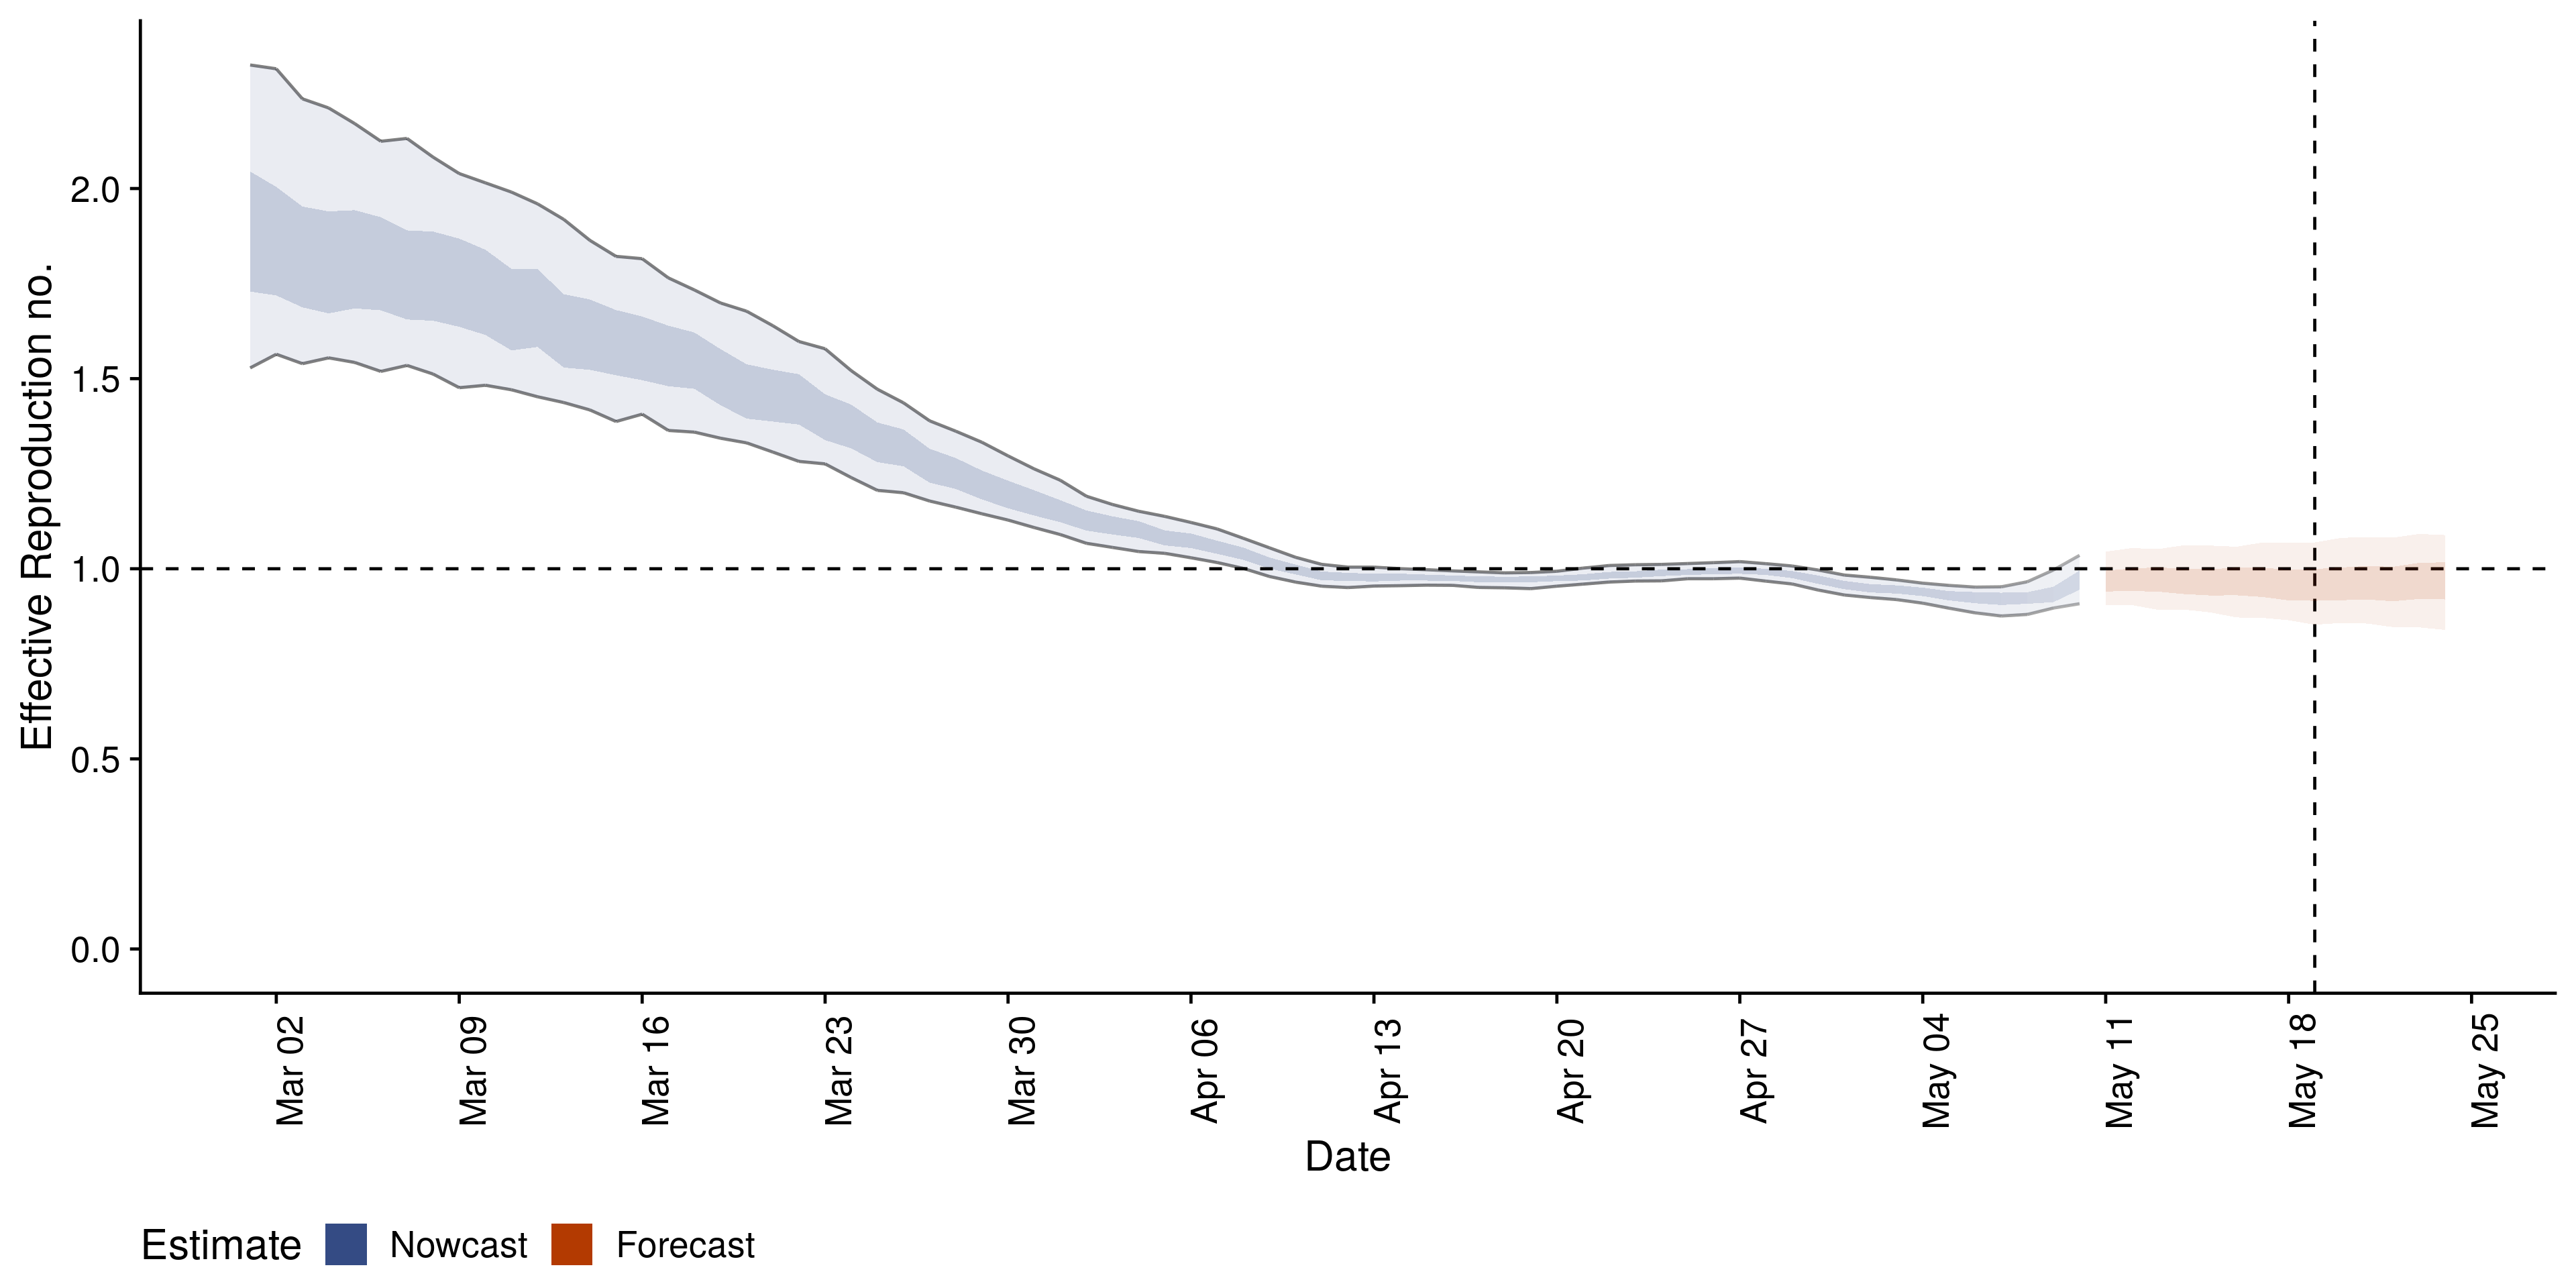 Effective Reproduction no.
2.0
1.5
1.0
0.5
0.0
Mar 02
Mar 09
Mar 16
Mar 23
Mar 30
Apr 06
Apr 13
Apr 20
Apr 27
May 04
May 11
May 18
May 25
Date
Estimate Nowcast Forecast